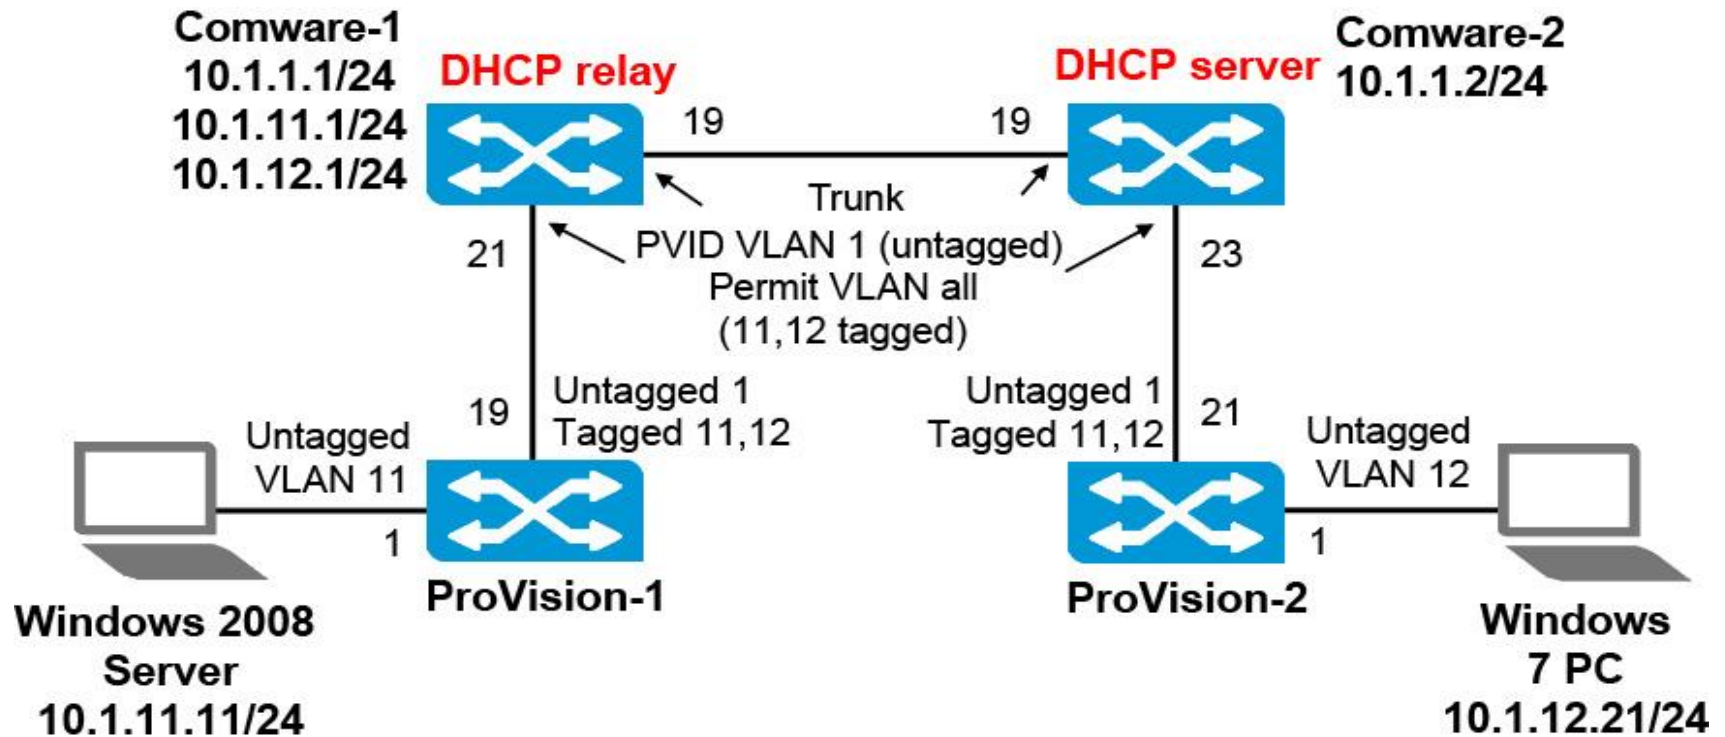 Comware-1
10.1.1.1/24
10.1.11.1/24
10.1.12.1/24
DHCP relay
DHCP server
Comware-2
10.1.1.2/24
19
19
Trunk
PVID VLAN 1 (untagged)
Permit VLAN all
(11,12 tagged)
21
23
19
Untagged 1
Tagged 11,12
Untagged 1
Tagged 11,12
21
Untagged
VLAN 11
1
Untagged
VLAN 12
1
ProVision-1
ProVision-2
Windows 2008
Server
10.1.11.11/24
Windows
7 PC
10.1.12.21/24